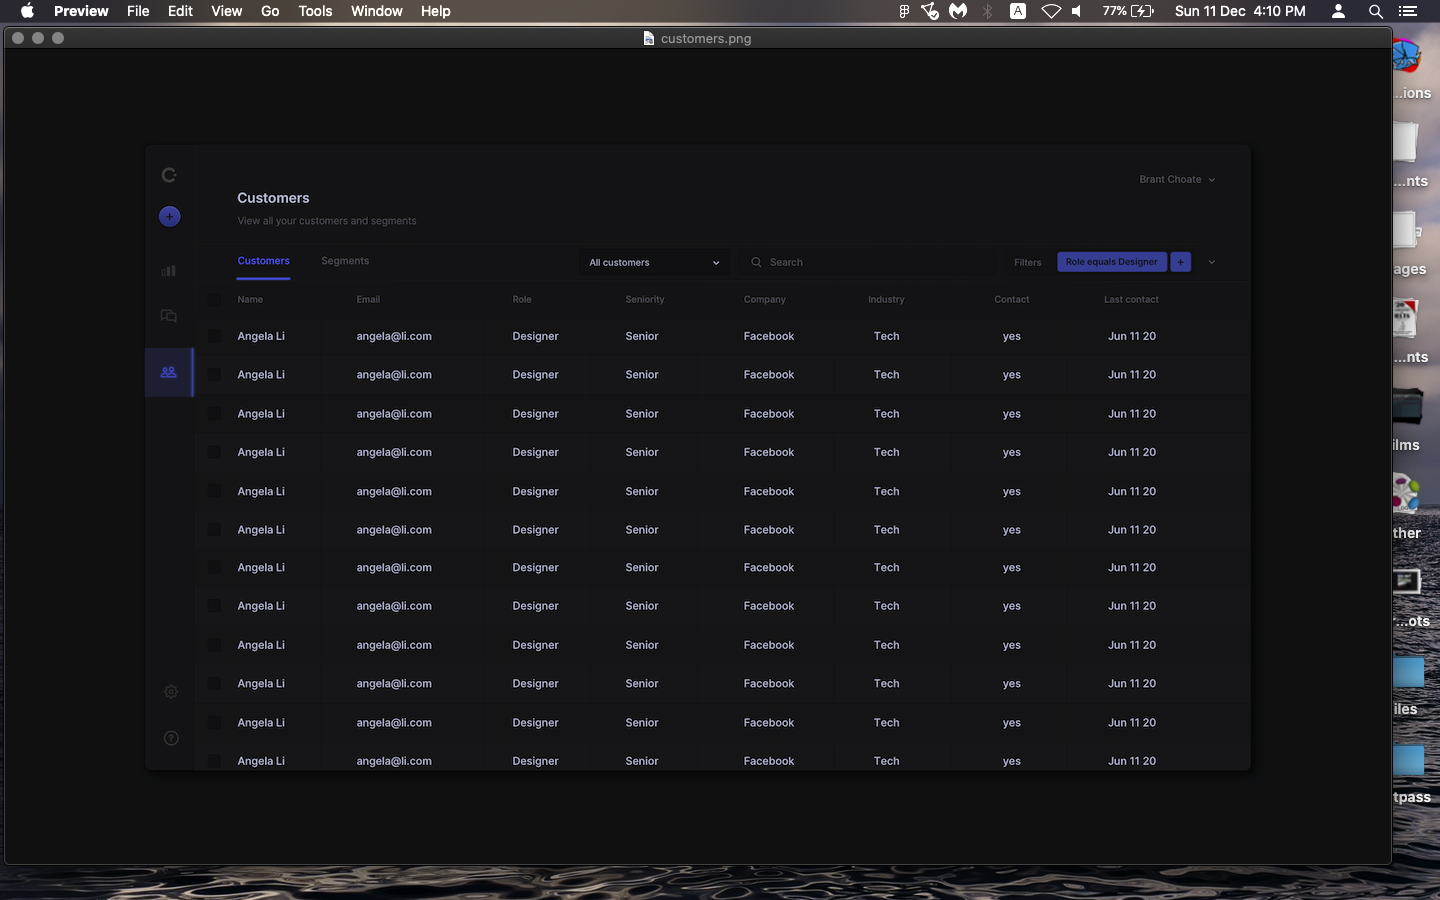 Preview File Edit View Go Tools Window Help A 77% Sun 11 Dec 4:10 PM
customers.png
...ions
Brant Choate
Customers
View all your customers and segments
...nts
Customers Segments All customers Search Filters Role equals Designer +
ages
Name Email Role Seniority Company Industry Contact Last contact
Angela Li angela@li.com Designer Senior Facebook Tech yes Jun 11 20
...nts
Angela Li angela@li.com Designer Senior Facebook Tech yes Jun 11 20
Angela Li angela@li.com Designer Senior Facebook Tech yes Jun 11 20
ilms
Angela Li angela@li.com Designer Senior Facebook Tech yes Jun 11 20
Angela Li angela@li.com Designer Senior Facebook Tech yes Jun 11 20
Angela Li angela@li.com Designer Senior Facebook Tech yes Jun 11 20
ther
Angela Li angela@li.com Designer Senior Facebook Tech yes Jun 11 20
Angela Li angela@li.com Designer Senior Facebook Tech yes Jun 11 20
r...ots
Angela Li angela@li.com Designer Senior Facebook Tech yes Jun 11 20
Angela Li angela@li.com Designer Senior Facebook Tech yes Jun 11 20
iles
Angela Li angela@li.com Designer Senior Facebook Tech yes Jun 11 20
Angela Li angela@li.com Designer Senior Facebook Tech yes Jun 11 20
tpass